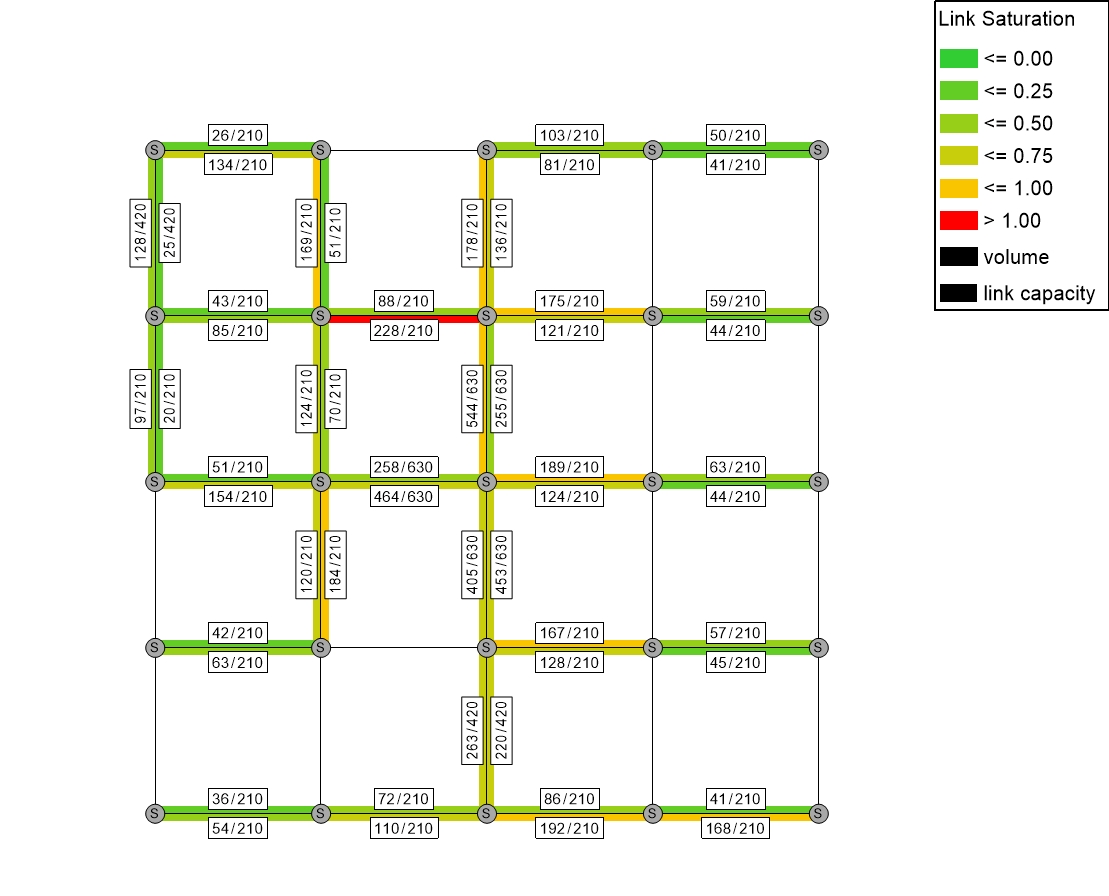 Link Saturation
<= 0.00
<= 0.25
<= 0.50
<= 0.75
<= 1.00
> 1.00
volume
link capacity
26/210
103/210
50/210
S
S
S
S
S
134/210
81/210
41/210
128/420
25/420
169/210
51/210
178/210
136/210
43/210
88/210
175/210
59/210
S
S
S
S
S
85/210
228/210
121/210
44/210
97/210
20/210
124/210
70/210
544/630
255/630
51/210
258/630
189/210
63/210
S
S
S
S
S
154/210
464/630
124/210
44/210
120/210
184/210
405/630
453/630
42/210
167/210
57/210
S
S
S
S
S
63/210
128/210
45/210
263/420
220/420
36/210
72/210
86/210
41/210
S
S
S
S
S
54/210
110/210
192/210
168/210